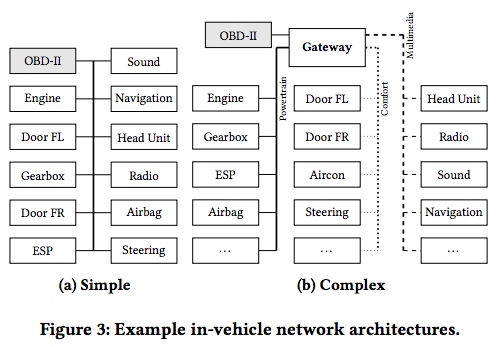 OBD-II
Sound
Engine
Navigation
Door FL
Head Unit
Gearbox
Radio
Door FR
Airbag
ESP
Steering
(a) Simple
OBD-II
Gateway
Powertrain
Comfort
Multimedia
Engine
Door FL
Head Unit
Gearbox
Door FR
Radio
ESP
Aircon
Sound
Airbag
Steering
Navigation
...
...
...
(b) Complex
Figure 3: Example in-vehicle network architectures.